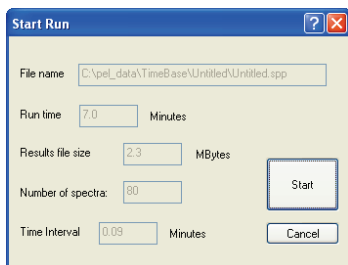 Start Run
File name C:\pel_data\TimeBase\Untitled\Untitled.spp
Run time 7.0 Minutes
Results file size 2.3 MBytes
Number of spectra: 80
Start
Time Interval 0.09 Minutes
Cancel